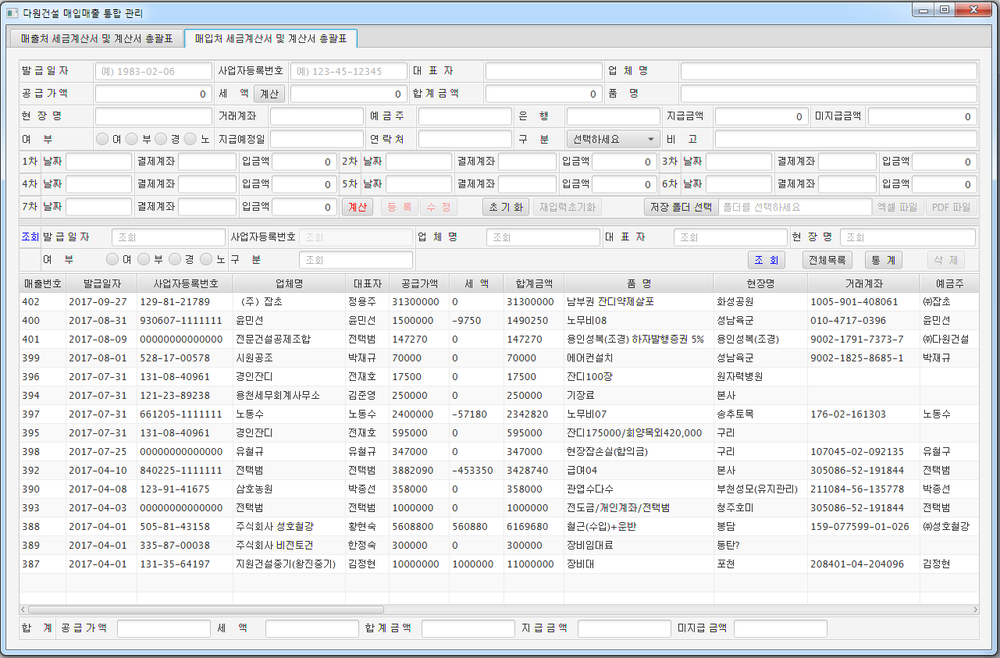 다원건설 매입매출 통합 관리
매출처 세금계산서 및 계산서 총괄표 매입처 세금계산서 및 계산서 총괄표
발 급 일 자 예) 1983-02-06 사업자등록번호 예) 123-45-12345 대 표 자 업 체 명
공 급 가 액 0 세 액 계산 0 합 계 금 액 0 품 명
현 장 명 거래계좌 예 금 주 은 행 지급금액 0 미지급금액 0
여 부 여 부 경 노 지급예정일 연 락 처 구 분 선택하세요 비 고
1차 날짜 결제계좌 입금액 0 2차 날짜 결제계좌 입금액 0 3차 날짜 결제계좌 입금액 0
4차 날짜 결제계좌 입금액 0 5차 날짜 결제계좌 입금액 0 6차 날짜 결제계좌 입금액 0
7차 날짜 결제계좌 입금액 0 계산 등 록 수 정 초 기 화 재입력초기화 저장 폴더 선택 폴더를 선택하세요 엑셀 파일 PDF 파일
조회 발 급 일 자 조회 사업자등록번호 조회 업 체 명 조회 대 표 자 조회 현 장 명 조회
여 부 여 부 경 노 구 분 조회 조 회 전체목록 통 계 삭 제
매출번호 발급일자 사업자등록번호 업체명 대표자 공급가액 세 액 합계금액 품 명 현장명 거래계좌 예금주
402 2017-09-27 129-81-21789 (주) 잡초 정용주 31300000 0 31300000 남부권 잔디약제살포 화성공원 1005-901-408061 ㈜잡초
400 2017-08-31 930607-1111111 윤민선 윤민선 1500000 -9750 1490250 노무비08 성남육군 010-4717-0396 윤민선
401 2017-08-09 00000000000000 전문건설공제조합 전택범 147270 0 147270 용인성복(조경) 하자발행증권 5% 용인성복(조경) 9002-1791-7373-7 ㈜다원건설
399 2017-08-01 528-17-00578 시원공조 박재규 70000 0 70000 에어컨설치 성남육군 9002-1825-8685-1 박재규
396 2017-07-31 131-08-40961 경인잔디 전재호 17500 0 17500 잔디100장 원자력병원
394 2017-07-31 121-23-89238 용천세무회계사무소 김준영 250000 0 250000 기장료 본사
397 2017-07-31 661205-1111111 노동수 노동수 2400000 -57180 2342820 노무비07 송추토목 176-02-161303 노동수
395 2017-07-31 131-08-40961 경인잔디 전재호 595000 0 595000 잔디175000/회양목외420,000 구리
398 2017-07-25 00000000000000 유철규 유철규 347000 0 347000 현장잡손실(합의금) 구리 107045-02-092135 유철구
392 2017-04-10 840225-1111111 전택범 전택범 3882090 -453350 3428740 급여04 본사 305086-52-191844 전택범
390 2017-04-08 123-91-41675 삼호농원 박종선 358000 0 358000 관엽수다수 부천성모(유지관리) 211084-56-135778 박종선
393 2017-04-03 00000000000000 전택범 전택범 1000000 0 1000000 전도금/개인계좌/전택범 청주호미 305086-52-191844 전택범
388 2017-04-01 505-81-43158 주식회사 성호철강 황현숙 5608800 560880 6169680 철근(수입)+운반 봉담 159-077599-01-026 ㈜성호철강
389 2017-04-01 335-87-00038 주식회사 비전토건 한정숙 300000 0 300000 장비임대료 동탄?
387 2017-04-01 131-35-64197 지원건설중기(왕진중기) 김정현 10000000 1000000 11000000 장비대 포천 208401-04-204096 김정현
합 계 공 급 가 액 세 액 합 계 금 액 지 급 금 액 미지급 금액